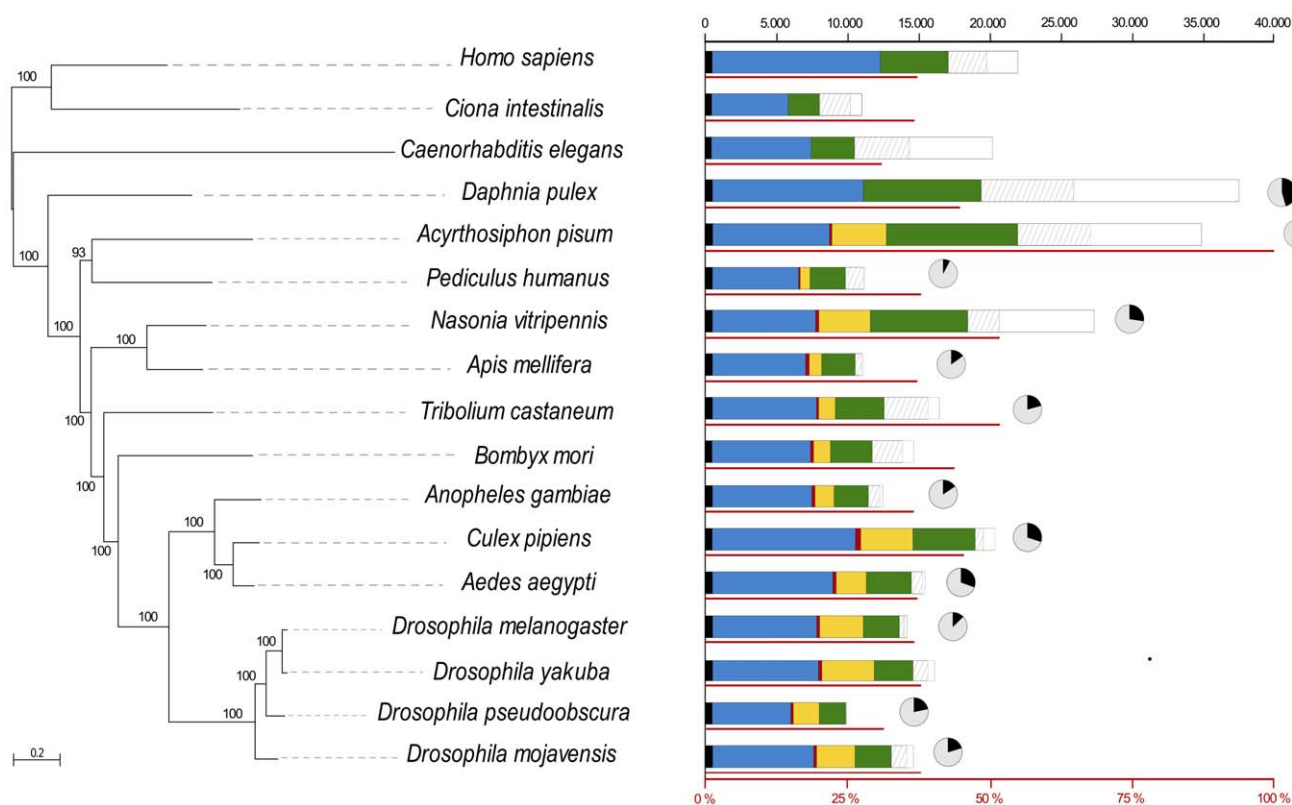 0 5.000 10.000 15.000 20.000 25.000 30.000 35.000 40.000
Homo sapiens
100
Ciona intestinalis
Caenorhabditis elegans
Daphnia pulex
Acyrthosiphon pisum
93
100
Pediculus humanus
Nasonia vitripennis
100
100
Apis mellifera
Tribolium castaneum
100
Bombyx mori
100
Anopheles gambiae
100
Culex pipiens
100
100
Aedes aegypti
100
Drosophila melanogaster
100
Drosophila yakuba
100
Drosophila pseudoobscura
100
Drosophila mojavensis
0.2
0 % 25 % 50 % 75 % 100 %